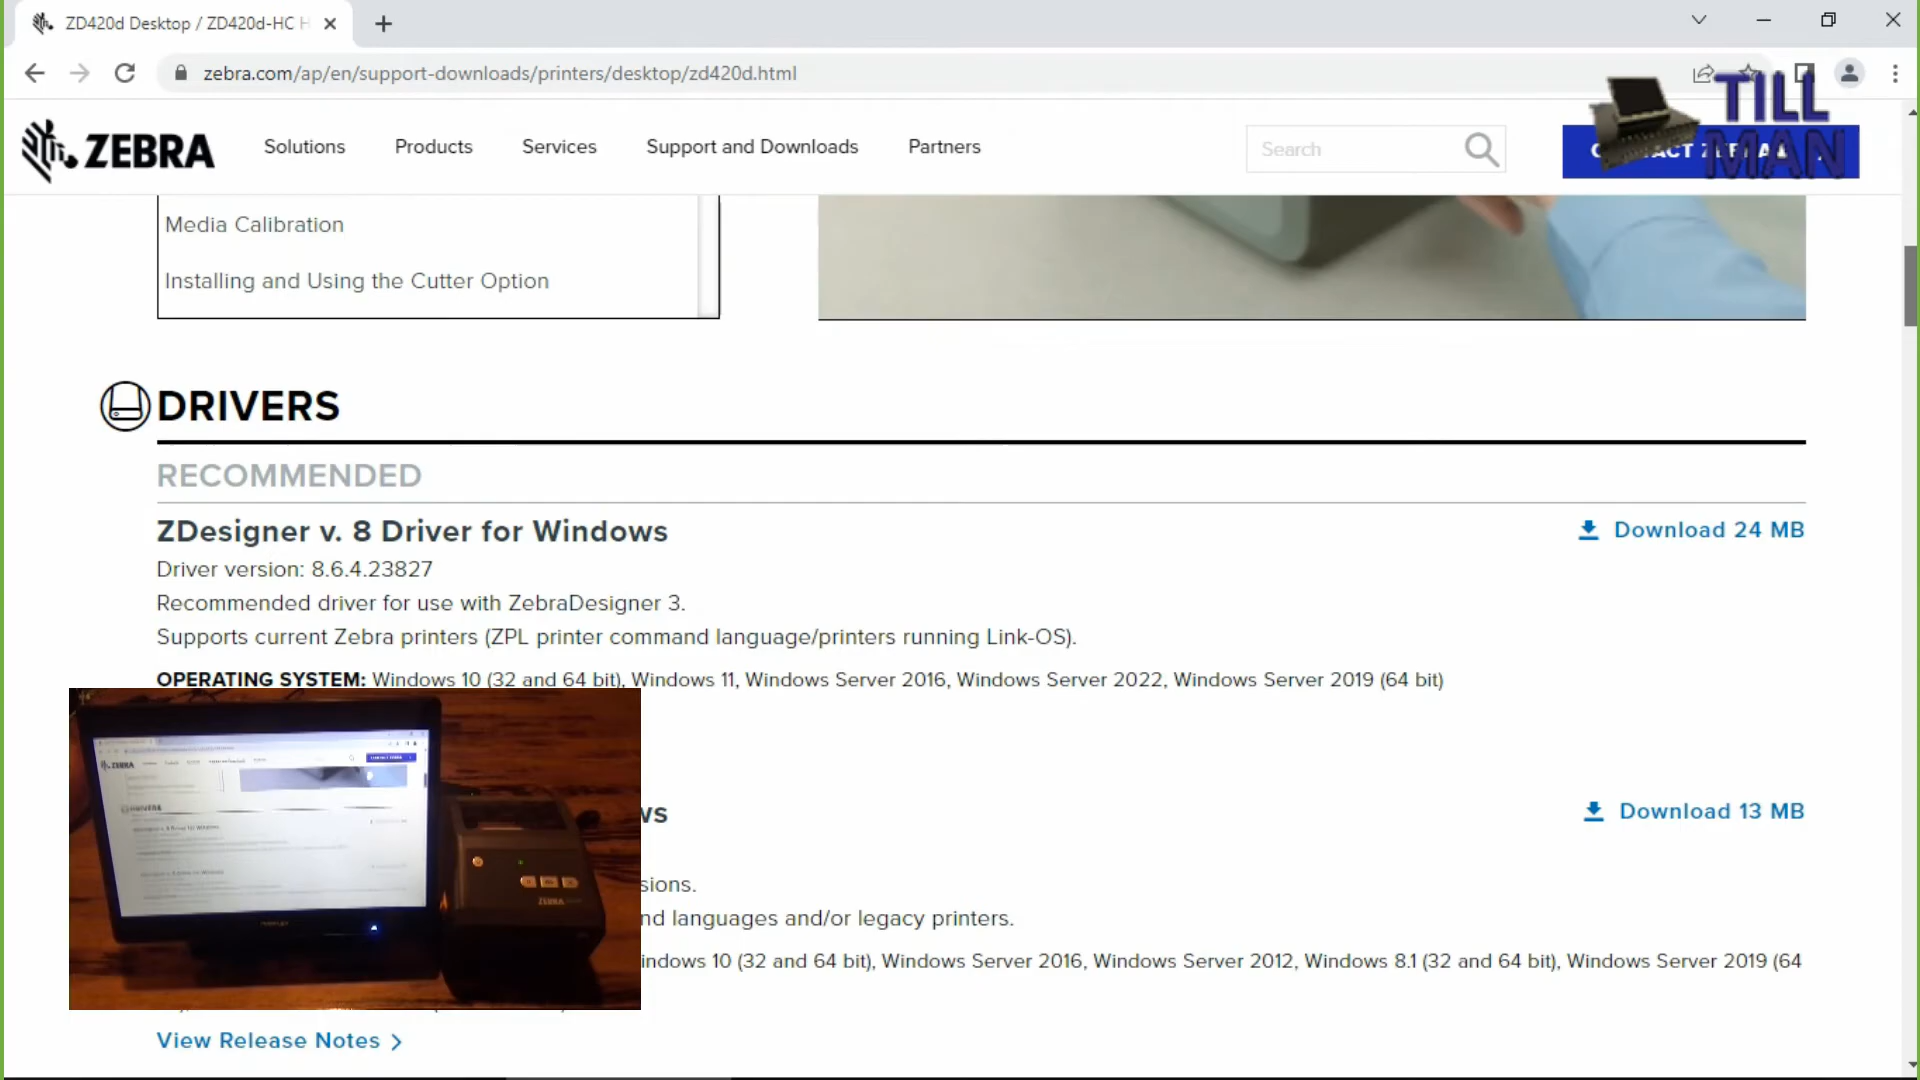 ZD420d Desktop / ZD420d-HC H
zebra.com/ap/en/support-downloads/printers/desktop/zd420d.html
TILL
MAN
ZEBRA
Solutions
Products
Services
Support and Downloads
Partners
Search
Media Calibration
Installing and Using the Cutter Option
DRIVERS
RECOMMENDED
ZDesigner v. 8 Driver for Windows
Download 24 MB
Driver version: 8.6.4.23827
Recommended driver for use with ZebraDesigner 3.
Supports current Zebra printers (ZPL printer command language/printers running Link-OS).
OPERATING SYSTEM: Windows 10 (32 and 64 bit), Windows 11, Windows Server 2016, Windows Server 2022, Windows Server 2019 (64 bit)
ws
Download 13 MB
sions.
nd languages and/or legacy printers.
indows 10 (32 and 64 bit), Windows Server 2016, Windows Server 2012, Windows 8.1 (32 and 64 bit), Windows Server 2019 (64
View Release Notes
ZEBRA
ZEBRA